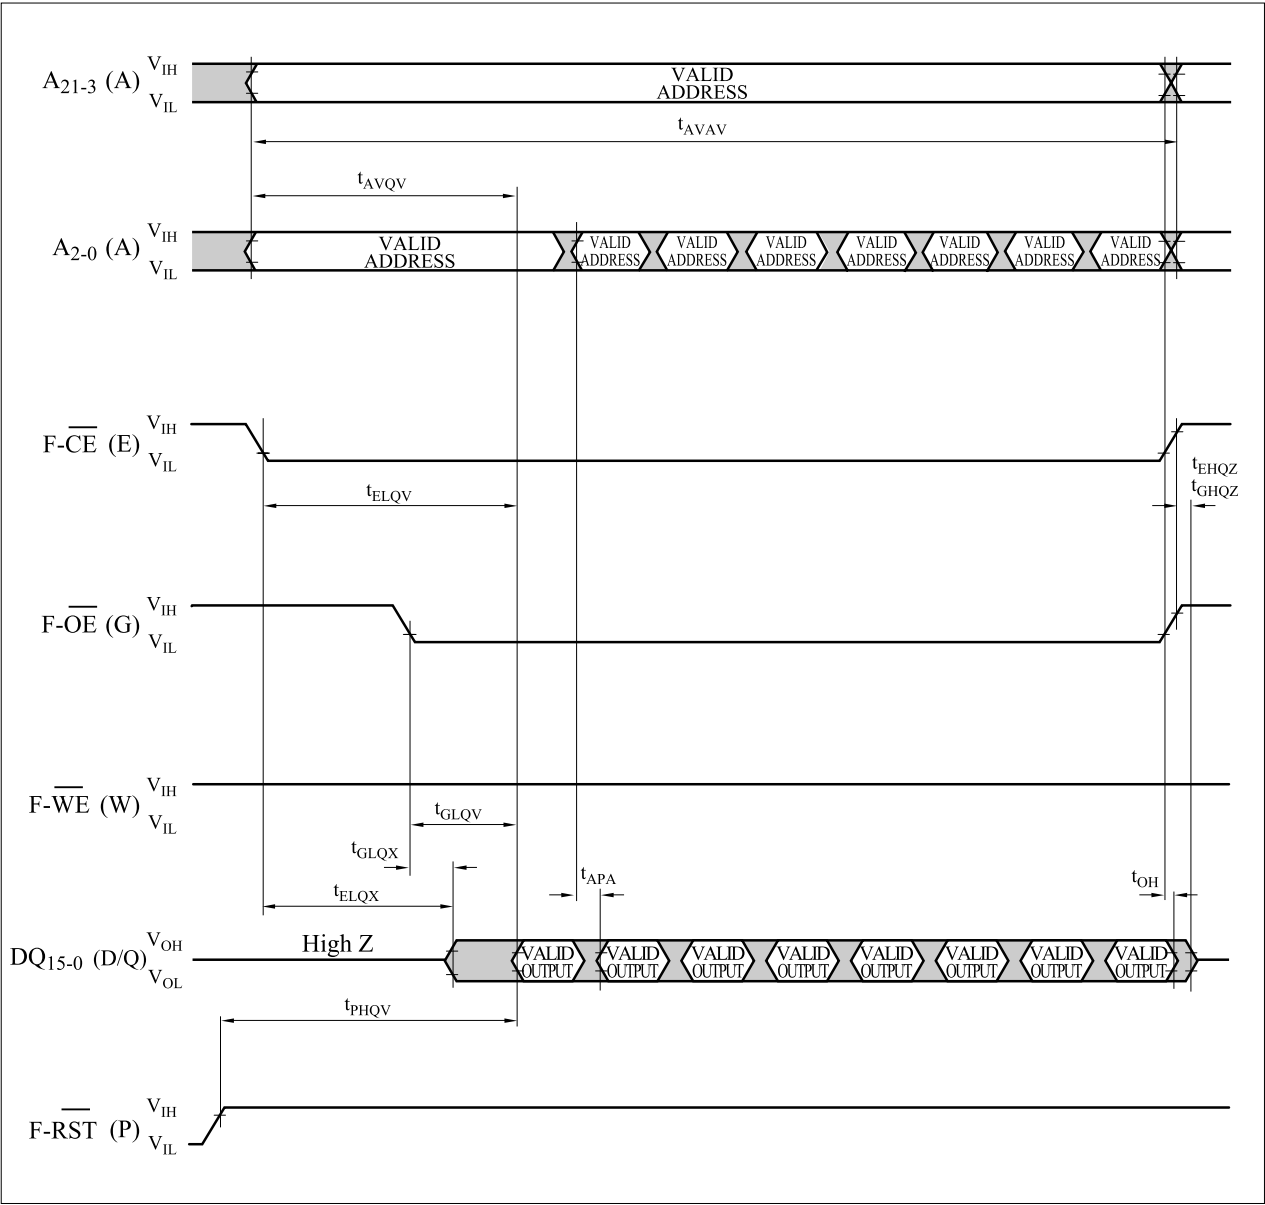 A21-3 (A) VIH VIL VALID
ADDRESS
tAVAV
tAVQV
A2-0 (A) VIH VIL VALID VALID VALID VALID VALID VALID VALID VALID
ADDRESS ADDRESS ADDRESS ADDRESS ADDRESS ADDRESS ADDRESS ADDRESS
F-CE (E) VIH VIL
tEHQZ
tELQV tGHQZ
F-OE (G) VIH VIL
F-WE (W) VIH VIL
tGLQV
tGLQX
tAPA tOH
tELQX
DQ15-0 (D/Q) VOH VOL High Z VALID VALID VALID VALID VALID VALID VALID VALID
OUTPUT OUTPUT OUTPUT OUTPUT OUTPUT OUTPUT OUTPUT OUTPUT
tPHQV
F-RST (P) VIH VIL